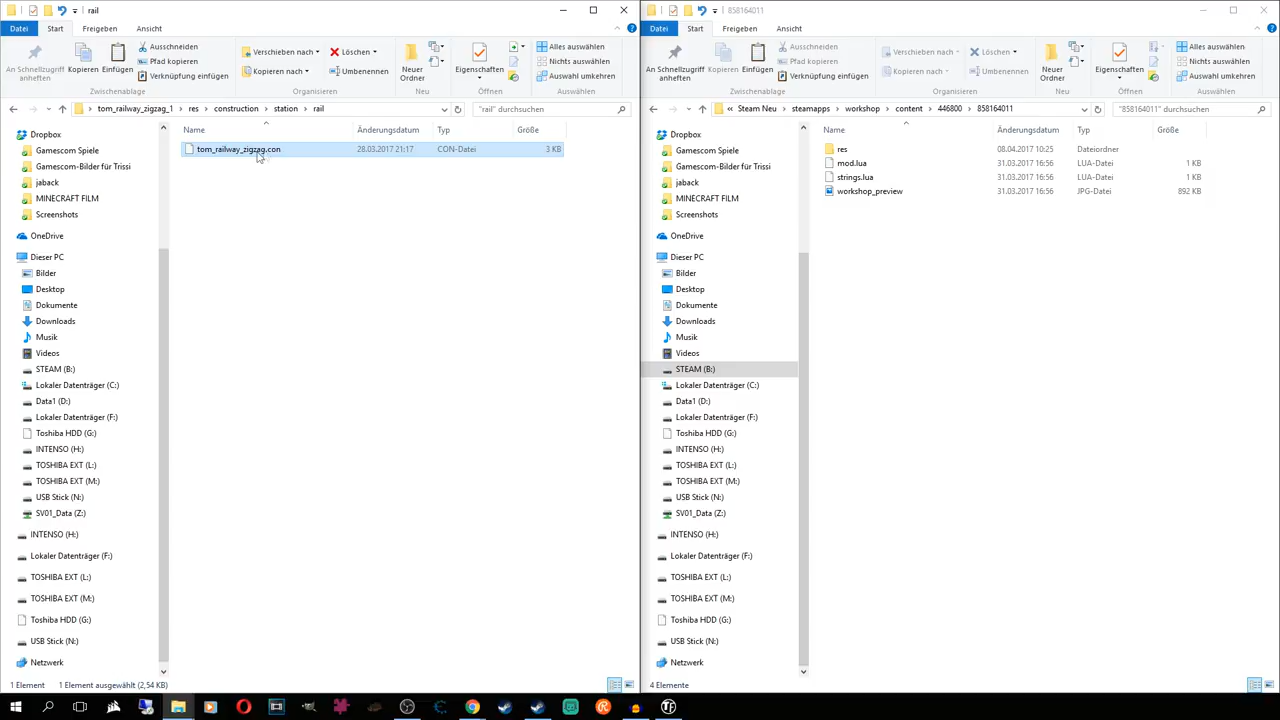 rail
Datei Start Freigeben Ansicht
An Schnellzugriff anheften
Kopieren
Einfügen
Ausschneiden
Pfad kopieren
Verknüpfung einfügen
Zwischenablage
Verschieben nach
Kopieren nach
Löschen
Umbenennen
Organisieren
Neuer Ordner
Neu
Eigenschaften
Öffnen
Alles auswählen
Nichts auswählen
Auswahl umkehren
Auswählen
tom_railway_zigzag_1 res construction station rail
"rail" durchsuchen
Name Änderungsdatum Typ Größe
tom_railway_zigzag.con 28.03.2017 21:17 CON-Datei 3 KB
Dropbox
Gamescom Spiele
Gamescom-Bilder für Trissi
jaback
MINECRAFT FILM
Screenshots
OneDrive
Dieser PC
Bilder
Desktop
Dokumente
Downloads
Musik
Videos
STEAM (B:)
Lokaler Datenträger (C:)
Data1 (D:)
Lokaler Datenträger (F:)
Toshiba HDD (G:)
INTENSO (H:)
TOSHIBA EXT (L:)
TOSHIBA EXT (M:)
USB Stick (N:)
SV01_Data (Z:)
INTENSO (H:)
Lokaler Datenträger (F:)
TOSHIBA EXT (L:)
TOSHIBA EXT (M:)
Toshiba HDD (G:)
USB Stick (N:)
Netzwerk
1 Element 1 Element ausgewählt (2,54 KB)
858164011
Datei Start Freigeben Ansicht
An Schnellzugriff anheften
Kopieren
Einfügen
Ausschneiden
Pfad kopieren
Verknüpfung einfügen
Zwischenablage
Verschieben nach
Kopieren nach
Löschen
Umbenennen
Organisieren
Neuer Ordner
Neu
Eigenschaften
Öffnen
Alles auswählen
Nichts auswählen
Auswahl umkehren
Auswählen
« Steam Neu steamapps workshop content 446800 858164011
"858164011" durchsuchen
Name Änderungsdatum Typ Größe
res 08.04.2017 10:25 Dateiordner
mod.lua 31.03.2017 16:56 LUA-Datei 1 KB
strings.lua 31.03.2017 16:56 LUA-Datei 1 KB
workshop_preview 31.03.2017 16:56 JPG-Datei 892 KB
Dropbox
Gamescom Spiele
Gamescom-Bilder für Trissi
jaback
MINECRAFT FILM
Screenshots
OneDrive
Dieser PC
Bilder
Desktop
Dokumente
Downloads
Musik
Videos
STEAM (B:)
Lokaler Datenträger (C:)
Data1 (D:)
Lokaler Datenträger (F:)
Toshiba HDD (G:)
INTENSO (H:)
TOSHIBA EXT (L:)
TOSHIBA EXT (M:)
USB Stick (N:)
SV01_Data (Z:)
INTENSO (H:)
Lokaler Datenträger (F:)
TOSHIBA EXT (L:)
TOSHIBA EXT (M:)
Toshiba HDD (G:)
USB Stick (N:)
Netzwerk
4 Elemente